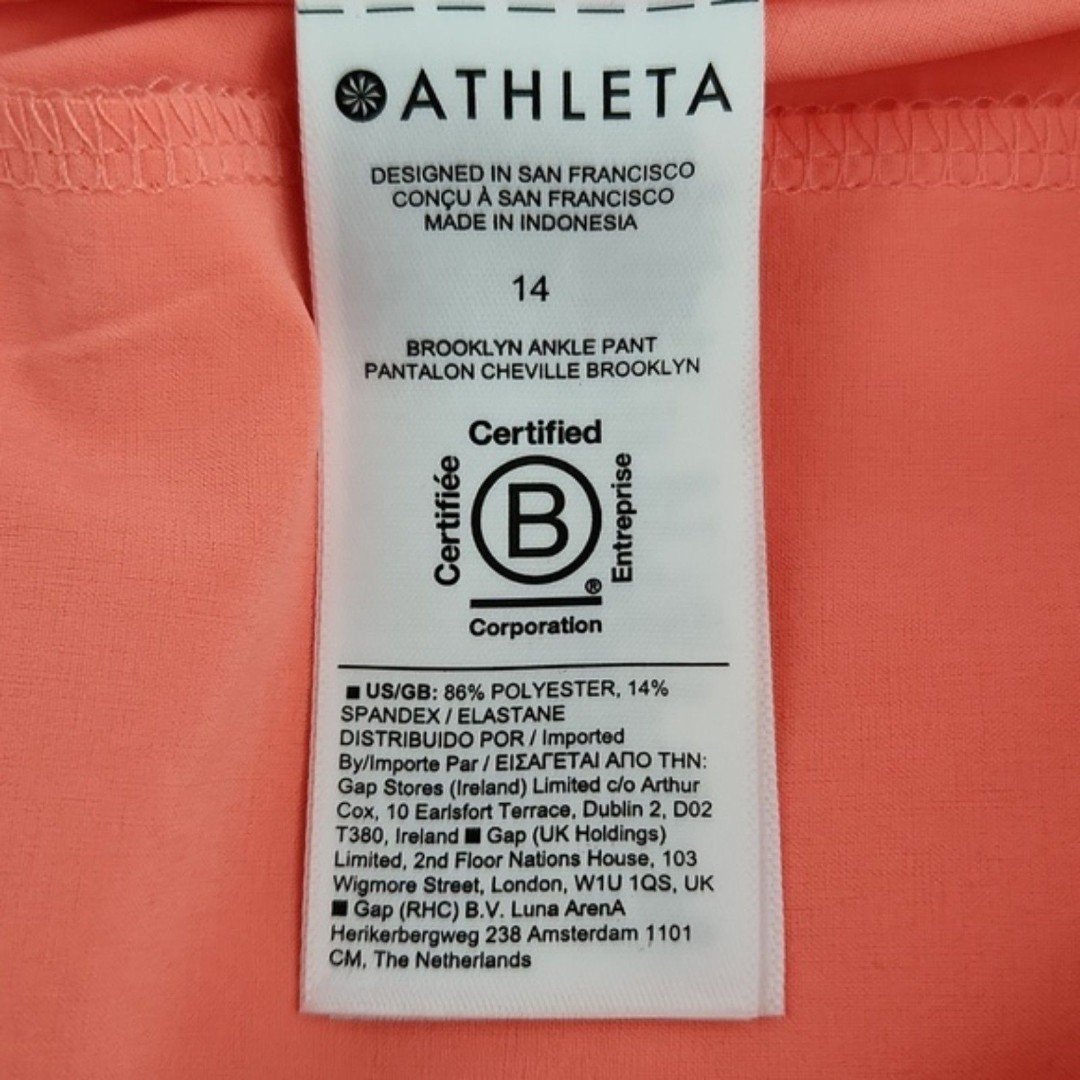 ATHLETA
DESIGNED IN SAN FRANCISCO
CONÇU À SAN FRANCISCO
MADE IN INDONESIA
14
BROOKLYN ANKLE PANT
PANTALON CHEVILLE BROOKLYN
Certified
Certifiée
B
Entreprise
®
Corporation
■ US/GB: 86% POLYESTER, 14%
SPANDEX / ELASTANE
DISTRIBUIDO POR / Imported
By/Importe Par / ΕΙΣΑΓΕΤΑΙ ΑΠΟ ΤΗΝ:
Gap Stores (Ireland) Limited c/o Arthur
Cox, 10 Earlsfort Terrace, Dublin 2, D02
T380, Ireland ■ Gap (UK Holdings)
Limited, 2nd Floor Nations House, 103
Wigmore Street, London, W1U 1QS, UK
■ Gap (RHC) B.V. Luna ArenA
Herikerbergweg 238 Amsterdam 1101
CM, The Netherlands